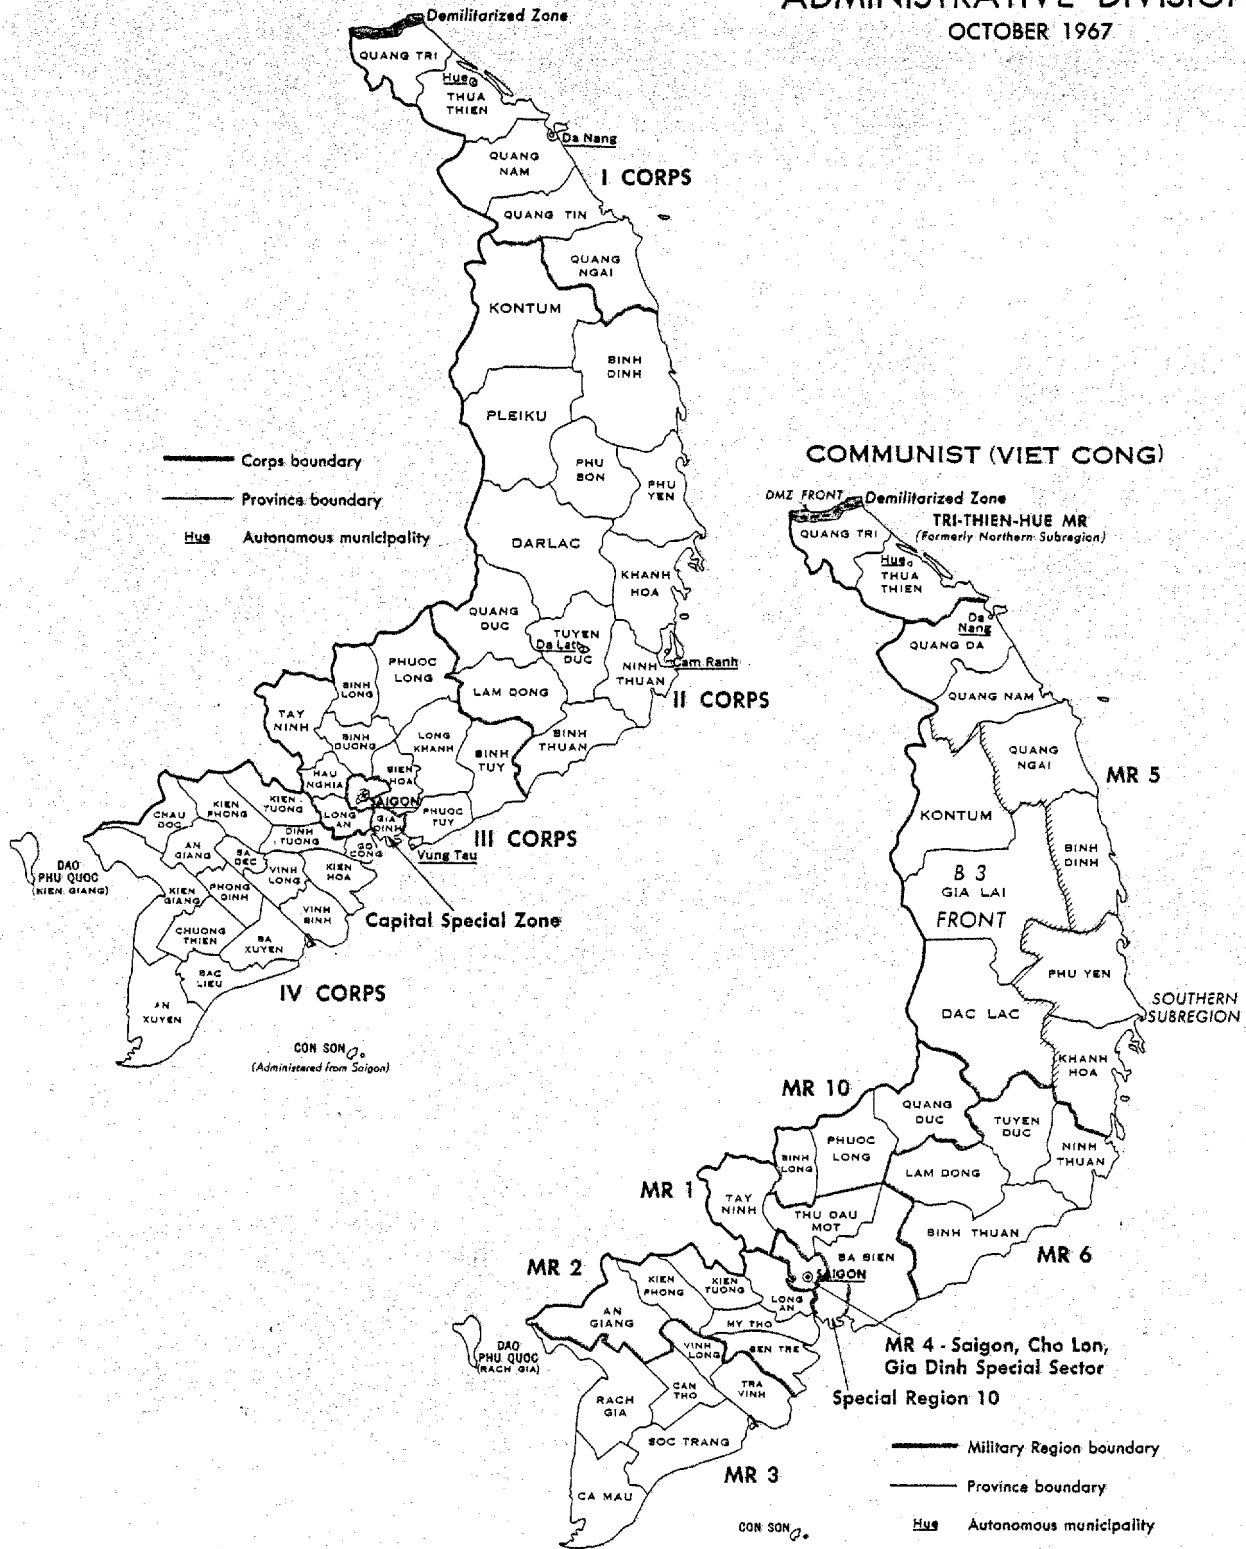 ADMINISTRATIVE DIVISION
OCTOBER 1967
Demilitarized Zone
QUANG TRI
Hue
THUA
THIEN
Da Nang
QUANG
NAM
I CORPS
QUANG TIN
QUANG
NGAI
KONTUM
BINH
DINH
PLEIKU
PHU
BON
PHU
YEN
Corps boundary
Province boundary
Hue Autonomous municipality
DARLAC
KHANH
HOA
QUANG
DUC
TUYEN
Da Lat
DUC
Cam Ranh
NINH
THUAN
II CORPS
PHUOC
LONG
BINH
LONG
LAM DONG
TAY
NINH
BINH
DUONG
LONG
KHANH
BINH
TUY
BINH
THUAN
HAU
NGHIA
BIEN
HOA
SAIGON
LONG
AN
GIA
DINH
PHUOC
TUY
III CORPS
Vung Tau
CHAU
DOC
KIEN
PHONG
KIEN
TUONG
DINH
TUONG
GO
CONG
AN
GIANG
SA
DEC
VINH
LONG
KIEN
HOA
DAO
PHU QUOC
(KIEN GIANG)
KIEN
GIANG
PHONG
DINH
VINH
BINH
Capital Special Zone
CHUONG
THIEN
BA
XUYEN
BAC
LIEU
IV CORPS
AN
XUYEN
CON SON
(Administered from Saigon)
COMMUNIST (VIET CONG)
DMZ FRONT
Demilitarized Zone
TRI-THIEN-HUE MR
(Formerly Northern Subregion)
QUANG TRI
Hue
THUA
THIEN
Da
Nang
QUANG DA
QUANG NAM
QUANG
NGAI
MR 5
KONTUM
BINH
DINH
B 3
GIA LAI
FRONT
PHU YEN
DAC LAC
SOUTHERN
SUBREGION
KHANH
HOA
MR 10
QUANG
DUC
TUYEN
DUC
NINH
THUAN
PHUOC
LONG
BINH
LONG
LAM DONG
MR 1
TAY
NINH
THU DAU
MOT
BINH THUAN
MR 6
BA BIEN
SAIGON
MR 2
KIEN
PHONG
KIEN
TUONG
LONG
AN
AN
GIANG
MY THO
VINH
LONG
BEN TRE
DAO
PHU QUOC
(RACH GIA)
CAN
THO
TRA
VINH
RACH
GIA
MR 4 - Saigon, Cho Lon,
Gia Dinh Special Sector
Special Region 10
SOC TRANG
MR 3
CA MAU
CON SON
Military Region boundary
Province boundary
Hue Autonomous municipality